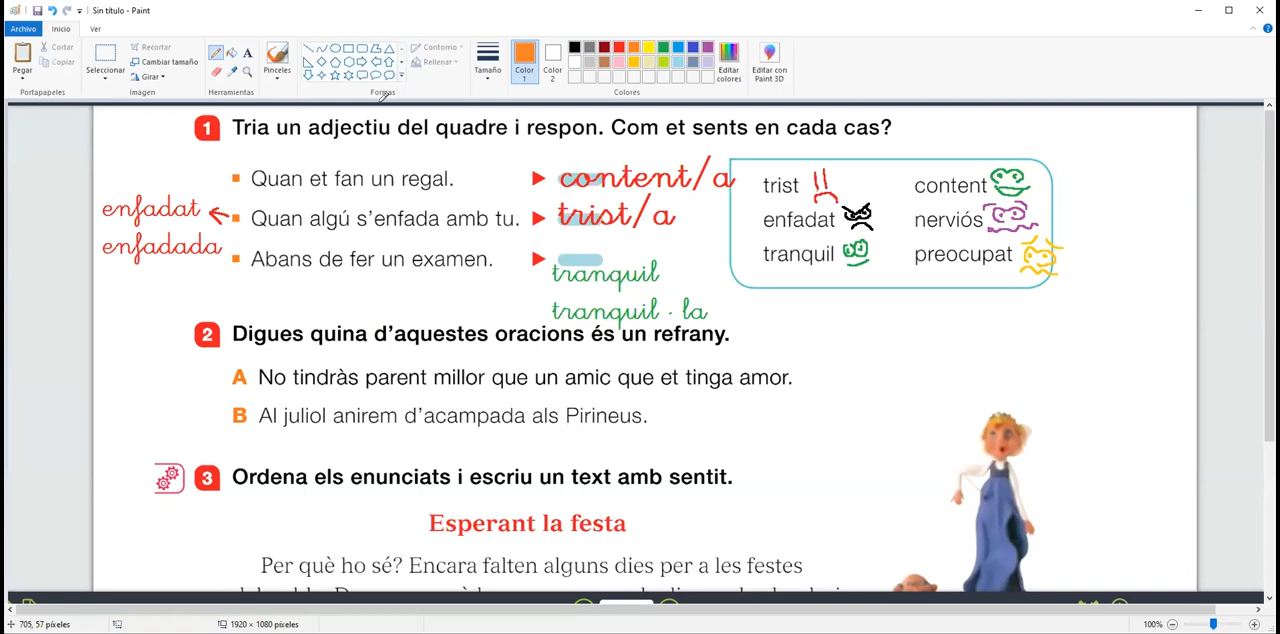 Sin título - Paint
Archivo Inicio Ver
Pegar Cortar Copiar Portapapeles
Seleccionar Recortar Cambiar tamaño Girar Imagen
Herramientas
Pinceles
Contorno Rellenar Formas
Tamaño
Color 1 Color 2 Editar colores Colores
Editar con Paint 3D
1 Tria un adjectiu del quadre i respon. Com et sents en cada cas?
Quan et fan un regal. content/a
enfadat Quan algú s'enfada amb tu. trist/a
enfadada
Abans de fer un examen.
tranquil
tranquil·la
trist content
enfadat nerviós
tranquil preocupat
2 Digues quina d'aquestes oracions és un refrany.
A No tindràs parent millor que un amic que et tinga amor.
B Al juliol anirem d'acampada als Pirineus.
3 Ordena els enunciats i escriu un text amb sentit.
Esperant la festa
Per què ho sé? Encara falten alguns dies per a les festes
705, 57 píxeles 1920 × 1080 píxeles 100%